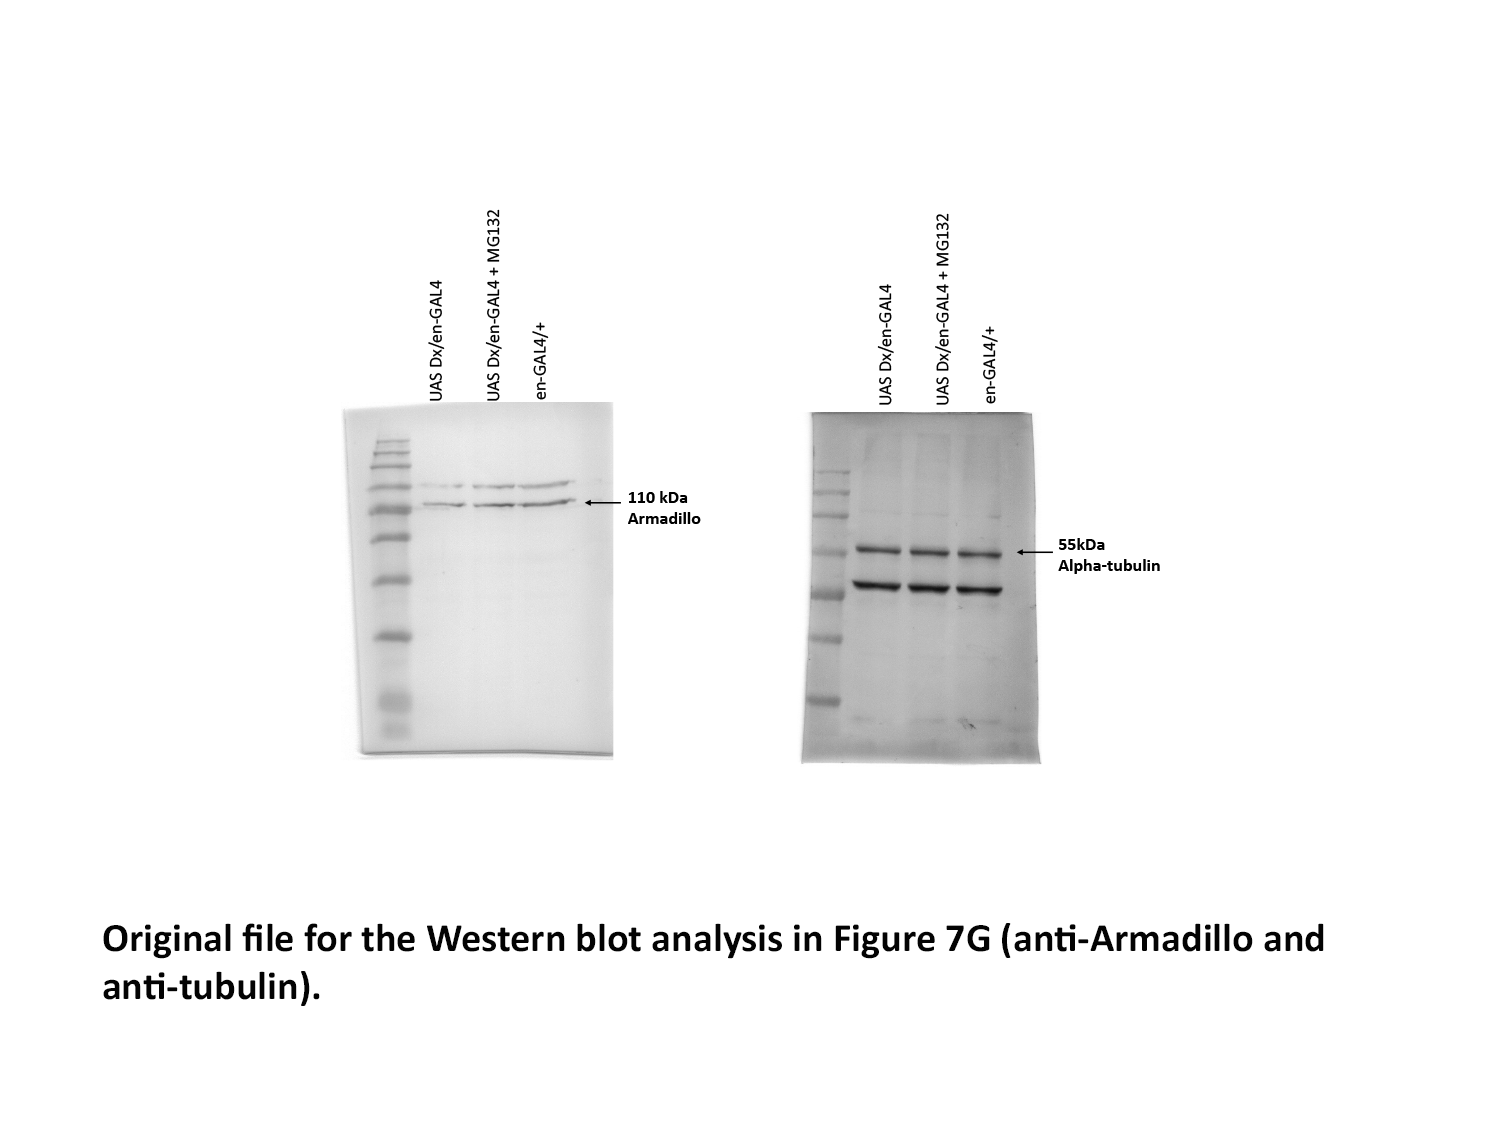 UAS Dx/en-GAL4
UAS Dx/en-GAL4 + MG132
en-GAL4/+
110 kDa
Armadillo
UAS Dx/en-GAL4
UAS Dx/en-GAL4 + MG132
en-GAL4/+
55kDa
Alpha-tubulin
Original file for the Western blot analysis in Figure 7G (anti-Armadillo and
anti-tubulin).